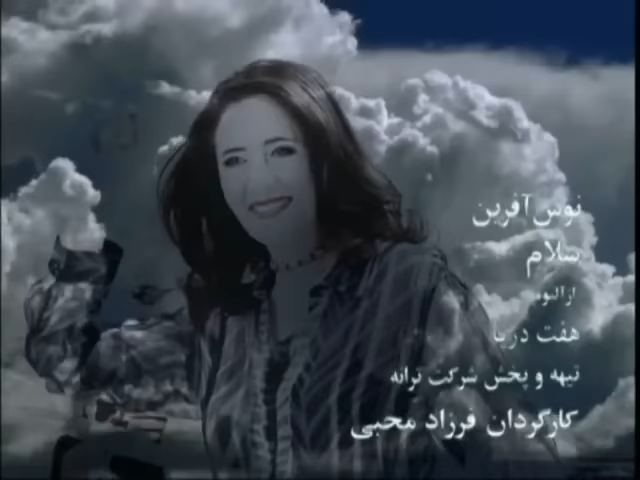 نوش آفرین
سلام
از آلبوم
هفت دریا
تهیه و پخش شرکت ترانه
کارگردان فرزاد محبی